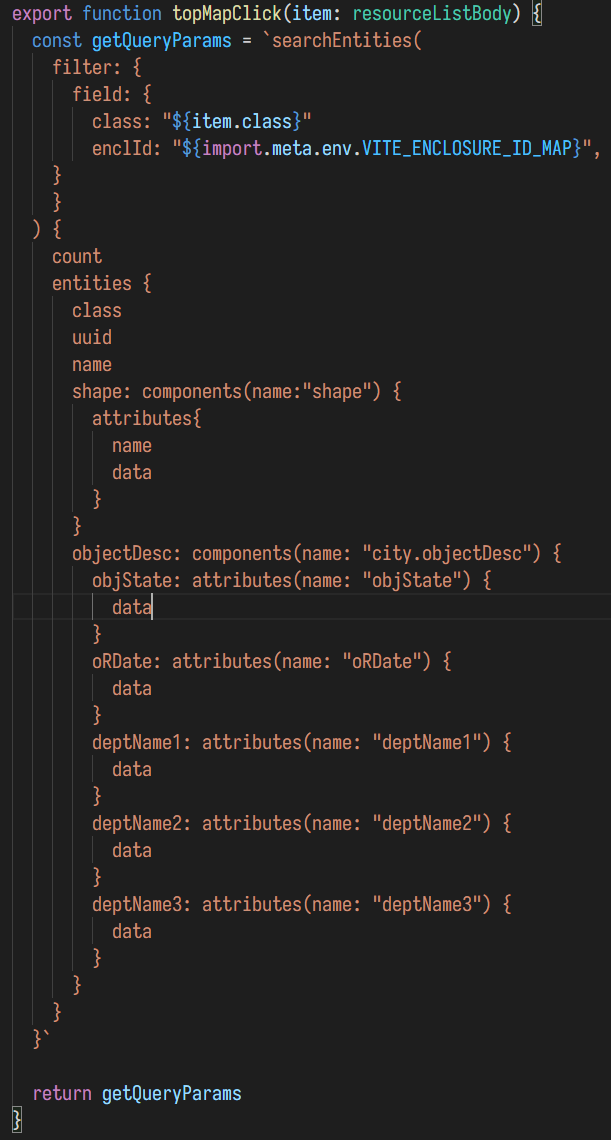 export function topMapClick(item: resourceListBody) {
  const getQueryParams = `searchEntities(
    filter: {
      field: {
        class: "${item.class}"
        enclId: "${import.meta.env.VITE_ENCLOSURE_ID_MAP}",
    }
    }
  ) {
    count
    entities {
      class
      uuid
      name
      shape: components(name:"shape") {
        attributes{
          name
          data
        }
      }
      objectDesc: components(name: "city.objectDesc") {
        objState: attributes(name: "objState") {
          data
        }
        oRDate: attributes(name: "oRDate") {
          data
        }
        deptName1: attributes(name: "deptName1") {
          data
        }
        deptName2: attributes(name: "deptName2") {
          data
        }
        deptName3: attributes(name: "deptName3") {
          data
        }
      }
    }
  }`

  return getQueryParams
}